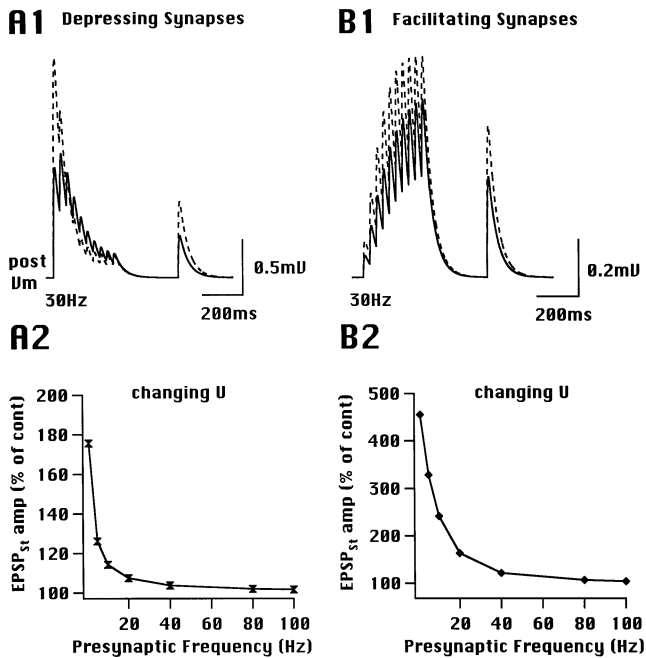 A1 Depressing Synapses
B1 Facilitating Synapses
post
Vm
30Hz
0.5mV
200ms
30Hz
0.2mV
200ms
A2
B2
changing U
200
180
160
140
120
100
EPSPst amp (% of cont)
20 40 60 80 100
Presynaptic Frequency (Hz)
changing U
500
400
300
200
100
EPSPst amp (% of cont)
20 40 60 80 100
Presynaptic Frequency (Hz)